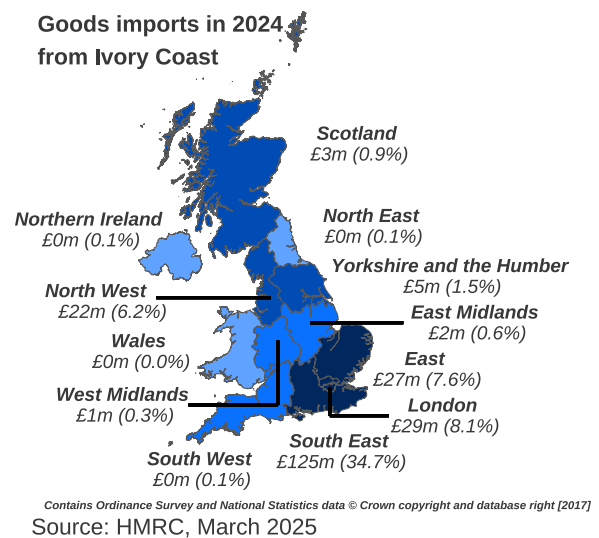 Goods imports in 2024
from Ivory Coast
Scotland
£3m (0.9%)
Northern Ireland
£0m (0.1%)
North East
£0m (0.1%)
Yorkshire and the Humber
£5m (1.5%)
North West
£22m (6.2%)
East Midlands
£2m (0.6%)
Wales
£0m (0.0%)
East
£27m (7.6%)
West Midlands
£1m (0.3%)
London
£29m (8.1%)
South East
£125m (34.7%)
South West
£0m (0.1%)
Contains Ordinance Survey and National Statistics data © Crown copyright and database right [2017]
Source: HMRC, March 2025